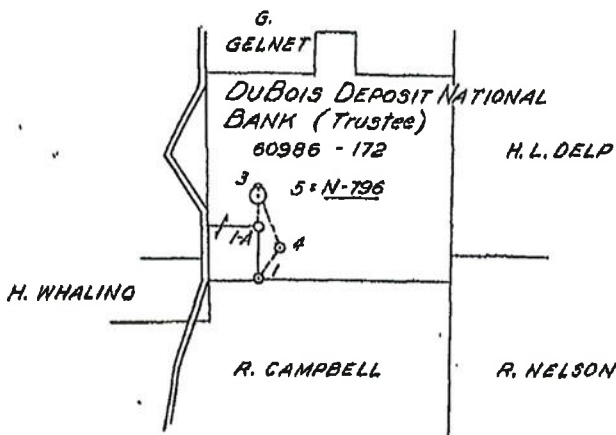 G.
GELNET
DUBOIS DEPOSIT NATIONAL
BANK (Trustee)
60986 - 172
H. L. DELP
3
5 = N-796
1-A
4
1
H. WHALING
R. CAMPBELL
R. NELSON